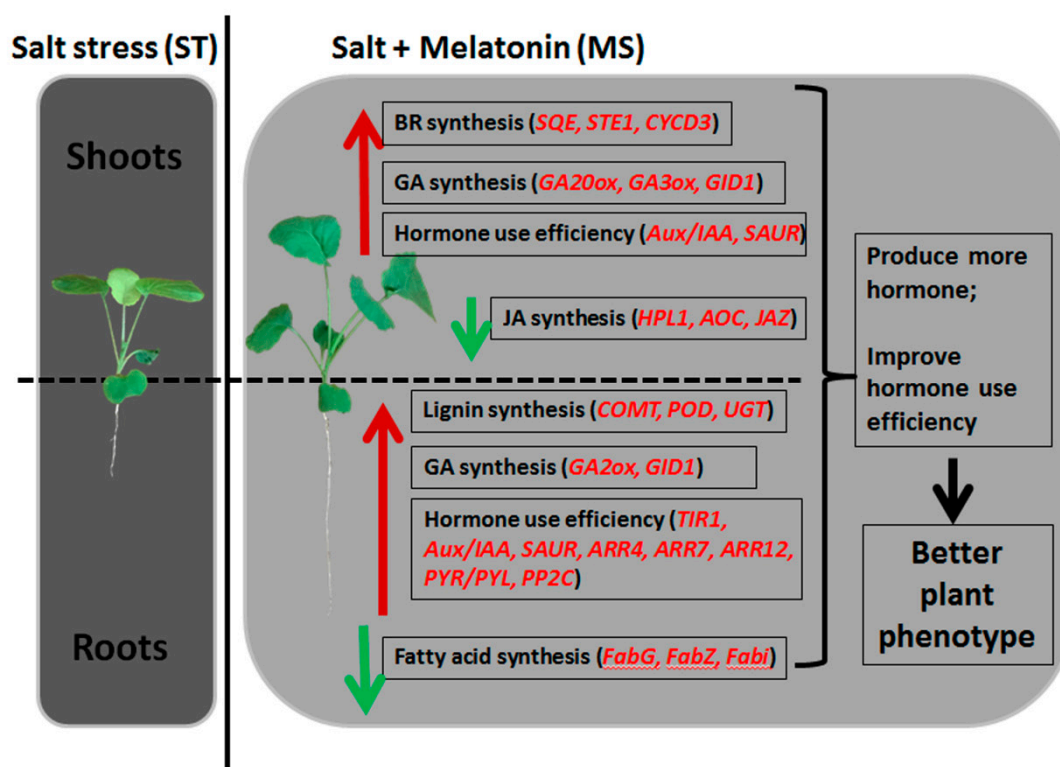 Salt stress (ST)
Salt + Melatonin (MS)
Shoots
Roots
BR synthesis (SQE, STE1, CYCD3)
GA synthesis (GA20ox, GA3ox, GID1)
Hormone use efficiency (Aux/IAA, SAUR)
JA synthesis (HPL1, AOC, JAZ)
Lignin synthesis (COMT, POD, UGT)
GA synthesis (GA2ox, GID1)
Hormone use efficiency (TIR1,
Aux/IAA, SAUR, ARR4, ARR7, ARR12,
PYR/PYL, PP2C)
Fatty acid synthesis (FabG, FabZ, Fabi)
Produce more
hormone;
Improve
hormone use
efficiency
Better
plant
phenotype